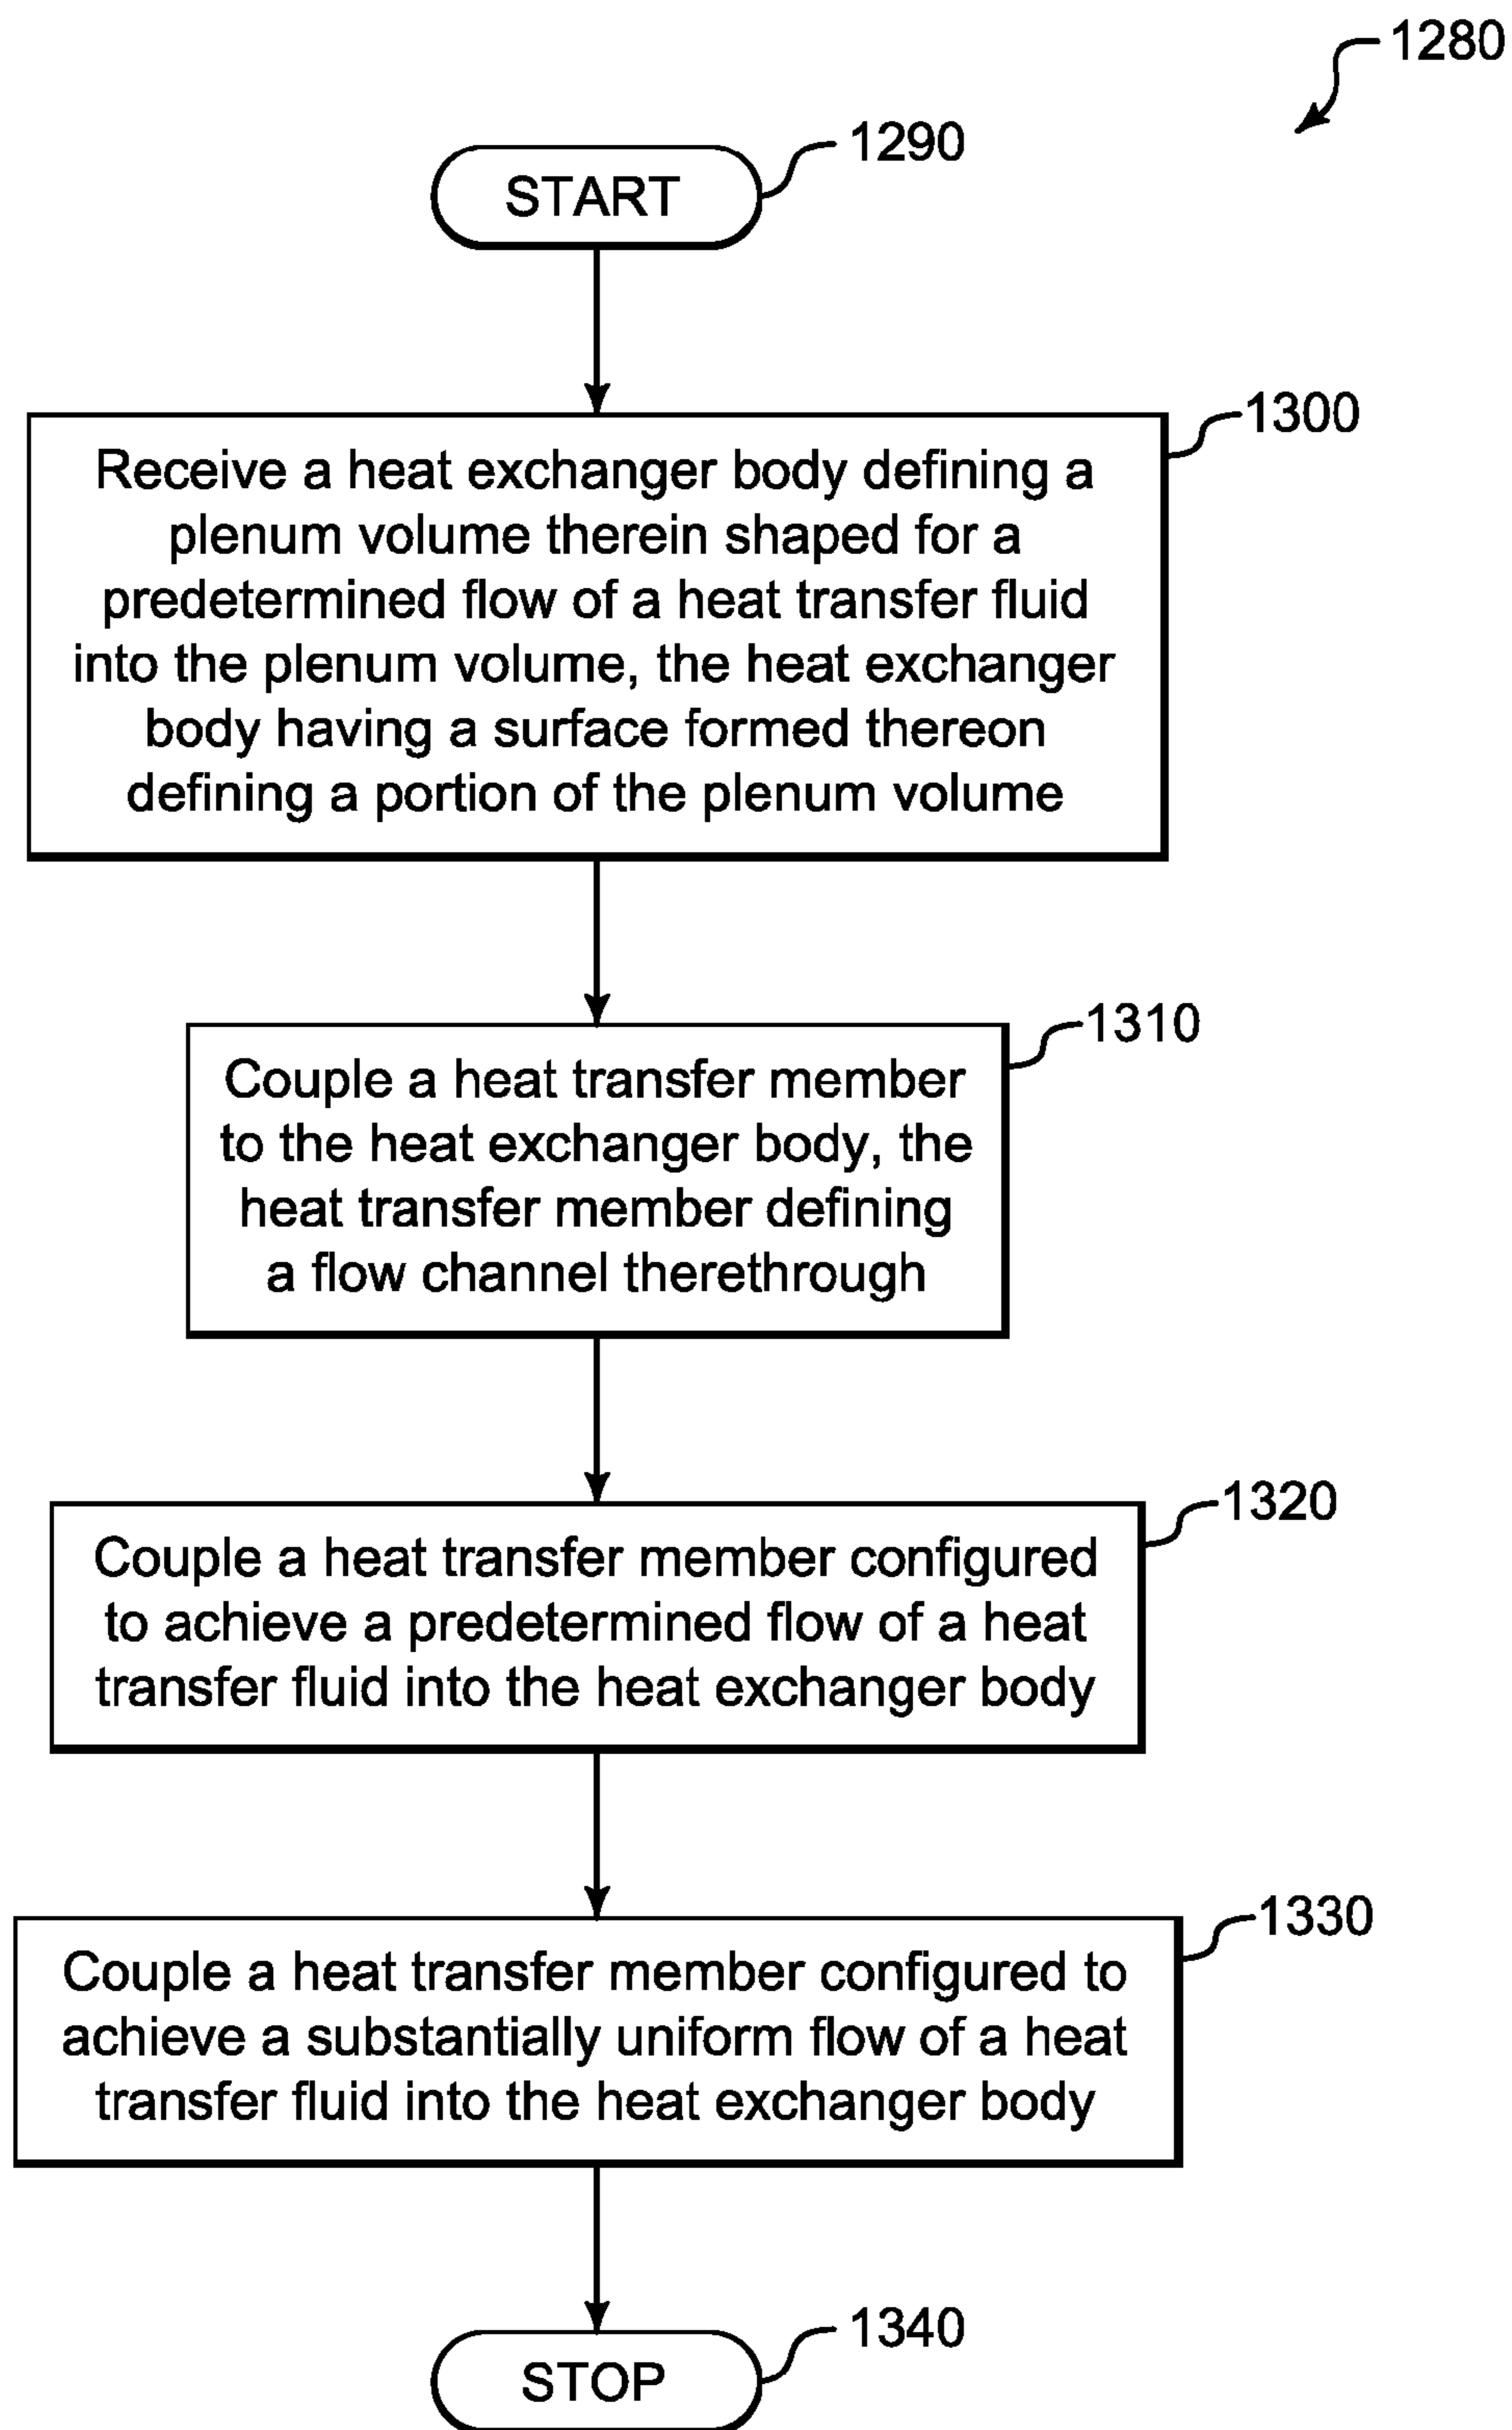 1280
1290
START
1300
Receive a heat exchanger body defining a
plenum volume therein shaped for a
predetermined flow of a heat transfer fluid
into the plenum volume, the heat exchanger
body having a surface formed thereon
defining a portion of the plenum volume
1310
Couple a heat transfer member
to the heat exchanger body, the
heat transfer member defining
a flow channel therethrough
1320
Couple a heat transfer member configured
to achieve a predetermined flow of a heat
transfer fluid into the heat exchanger body
1330
Couple a heat transfer member configured to
achieve a substantially uniform flow of a heat
transfer fluid into the heat exchanger body
1340
STOP